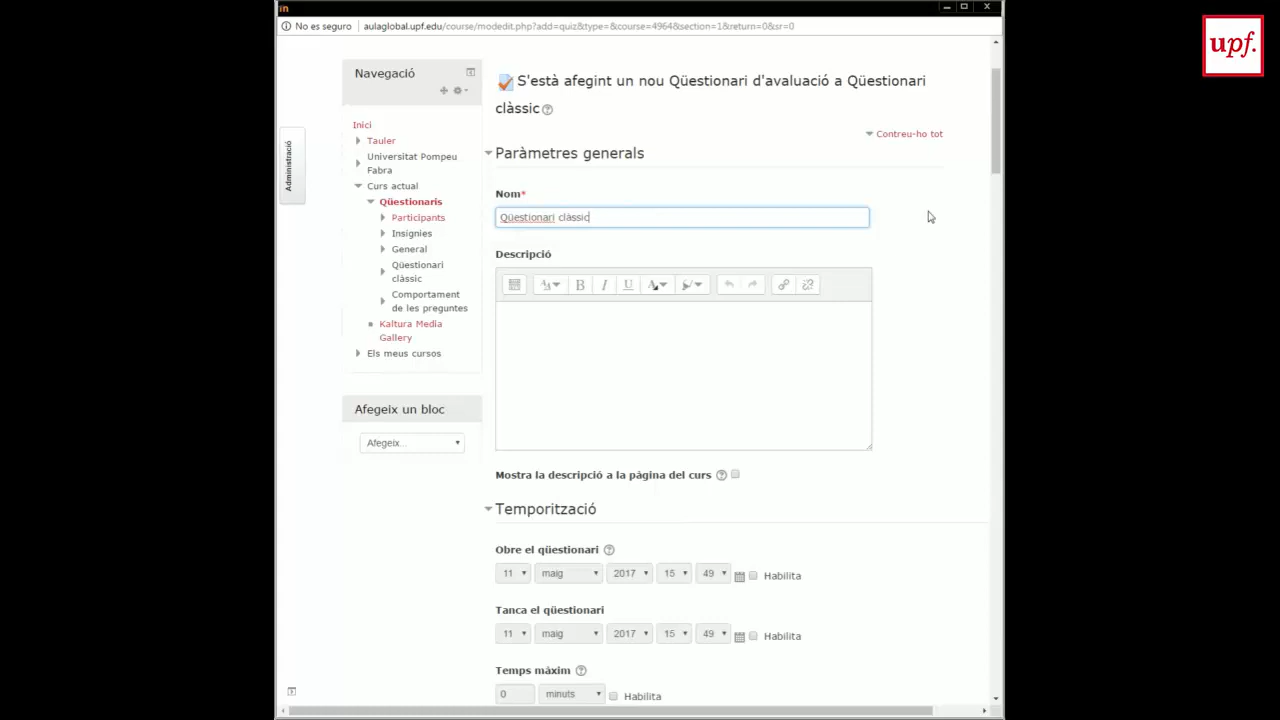 in
upf.
No es seguro aulaglobal.upf.edu/course/modedit.php?add=quiz&type=&course=4964&section=1&return=0&sr=0
Administració
Navegació
Inici
Tauler
Universitat Pompeu
Fabra
Curs actual
Qüestionaris
Participants
Insígnies
General
Qüestionari
clàssic
Comportament
de les preguntes
Kaltura Media
Gallery
Els meus cursos
Afegeix un bloc
Afegeix...
S'està afegint un nou Qüestionari d'avaluació a Qüestionari
clàssic
Contreu-ho tot
Paràmetres generals
Nom*
Qüestionari clàssic
Descripció
B I U A
Mostra la descripció a la pàgina del curs
Temporització
Obre el qüestionari
11 maig 2017 15 49 Habilita
Tanca el qüestionari
11 maig 2017 15 49 Habilita
Temps màxim
0 minuts Habilita